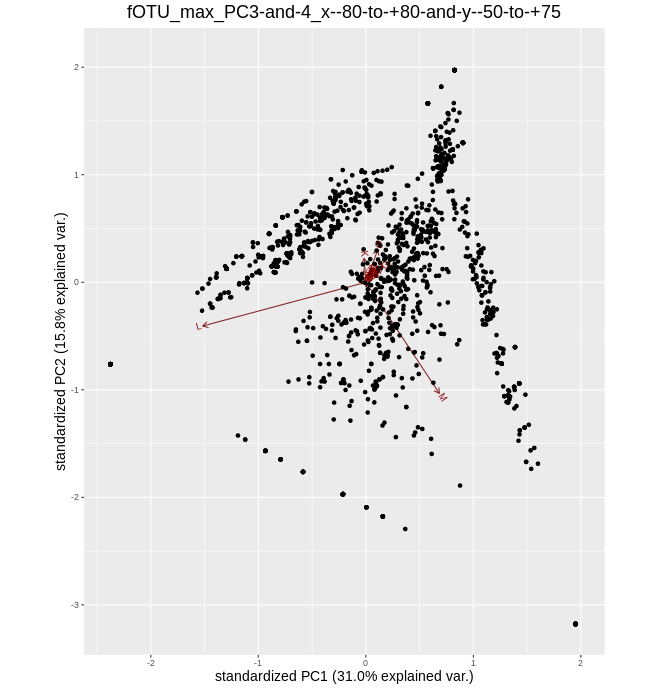 fOTU_max_PC3-and-4_x--80-to-+80-and-y--50-to-+75
standardized PC2 (15.8% explained var.)
2
1
0
-1
-2
-3
L
M
-2
-1
0
1
2
standardized PC1 (31.0% explained var.)